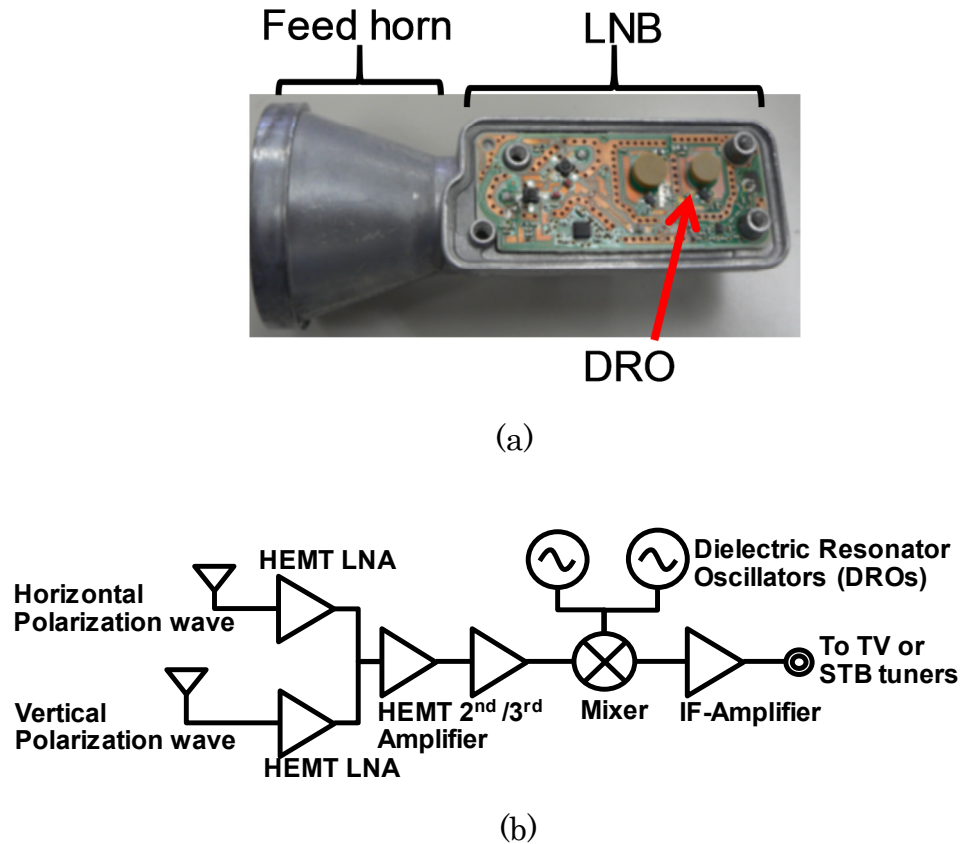 Feed horn
LNB
DRO
(a)
HEMT LNA
Horizontal
Polarization wave
Dielectric Resonator
Oscillators (DROs)
To TV or
STB tuners
Vertical
Polarization wave
HEMT 2nd /3rd
Amplifier
Mixer
IF-Amplifier
HEMT LNA
(b)